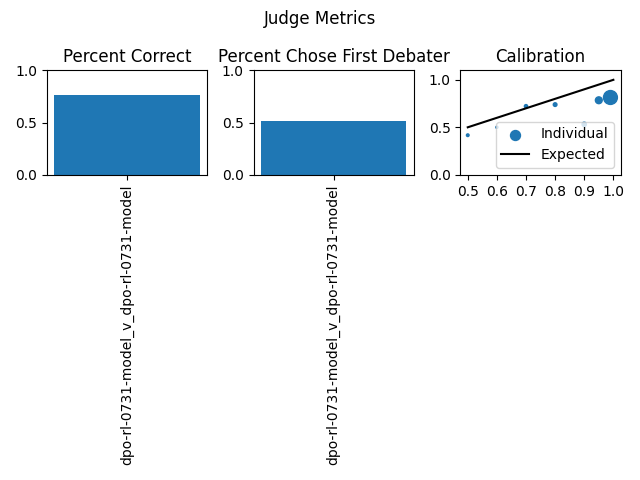 Judge Metrics
Percent Correct
1.0
0.5
0.0
dpo-rl-0731-model_v_dpo-rl-0731-model
Percent Chose First Debater
1.0
0.5
0.0
dpo-rl-0731-model_v_dpo-rl-0731-model
Calibration
1.0
0.5
0.0
Individual
Expected
0.5 0.6 0.7 0.8 0.9 1.0